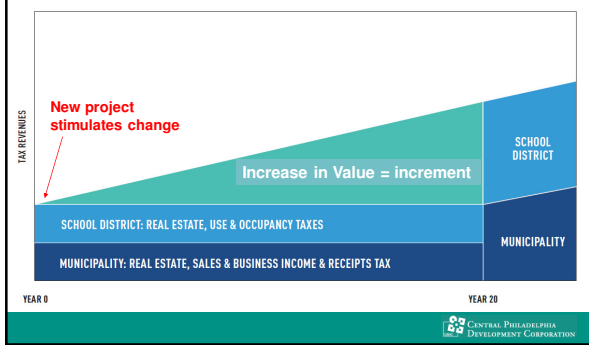 TAX REVENUES
New project
stimulates change
Increase in Value = increment
SCHOOL
DISTRICT
SCHOOL DISTRICT: REAL ESTATE, USE & OCCUPANCY TAXES
MUNICIPALITY
MUNICIPALITY: REAL ESTATE, SALES & BUSINESS INCOME & RECEIPTS TAX
YEAR 0
YEAR 20
CENTRAL PHILADELPHIA
DEVELOPMENT CORPORATION